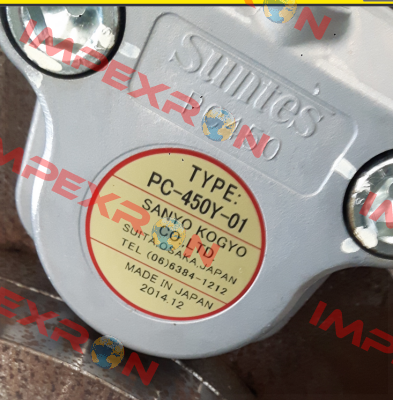 Suntes
PC450
TYPE:
PC-450Y-01
SANYO KOGYO
CO.,LTD.
SUITA,OSAKA,JAPAN
TEL (06)6384-1212
MADE IN JAPAN
2014.12
IMPEXRON
IMPEXRON
IMPEXRON
IMPEXRON